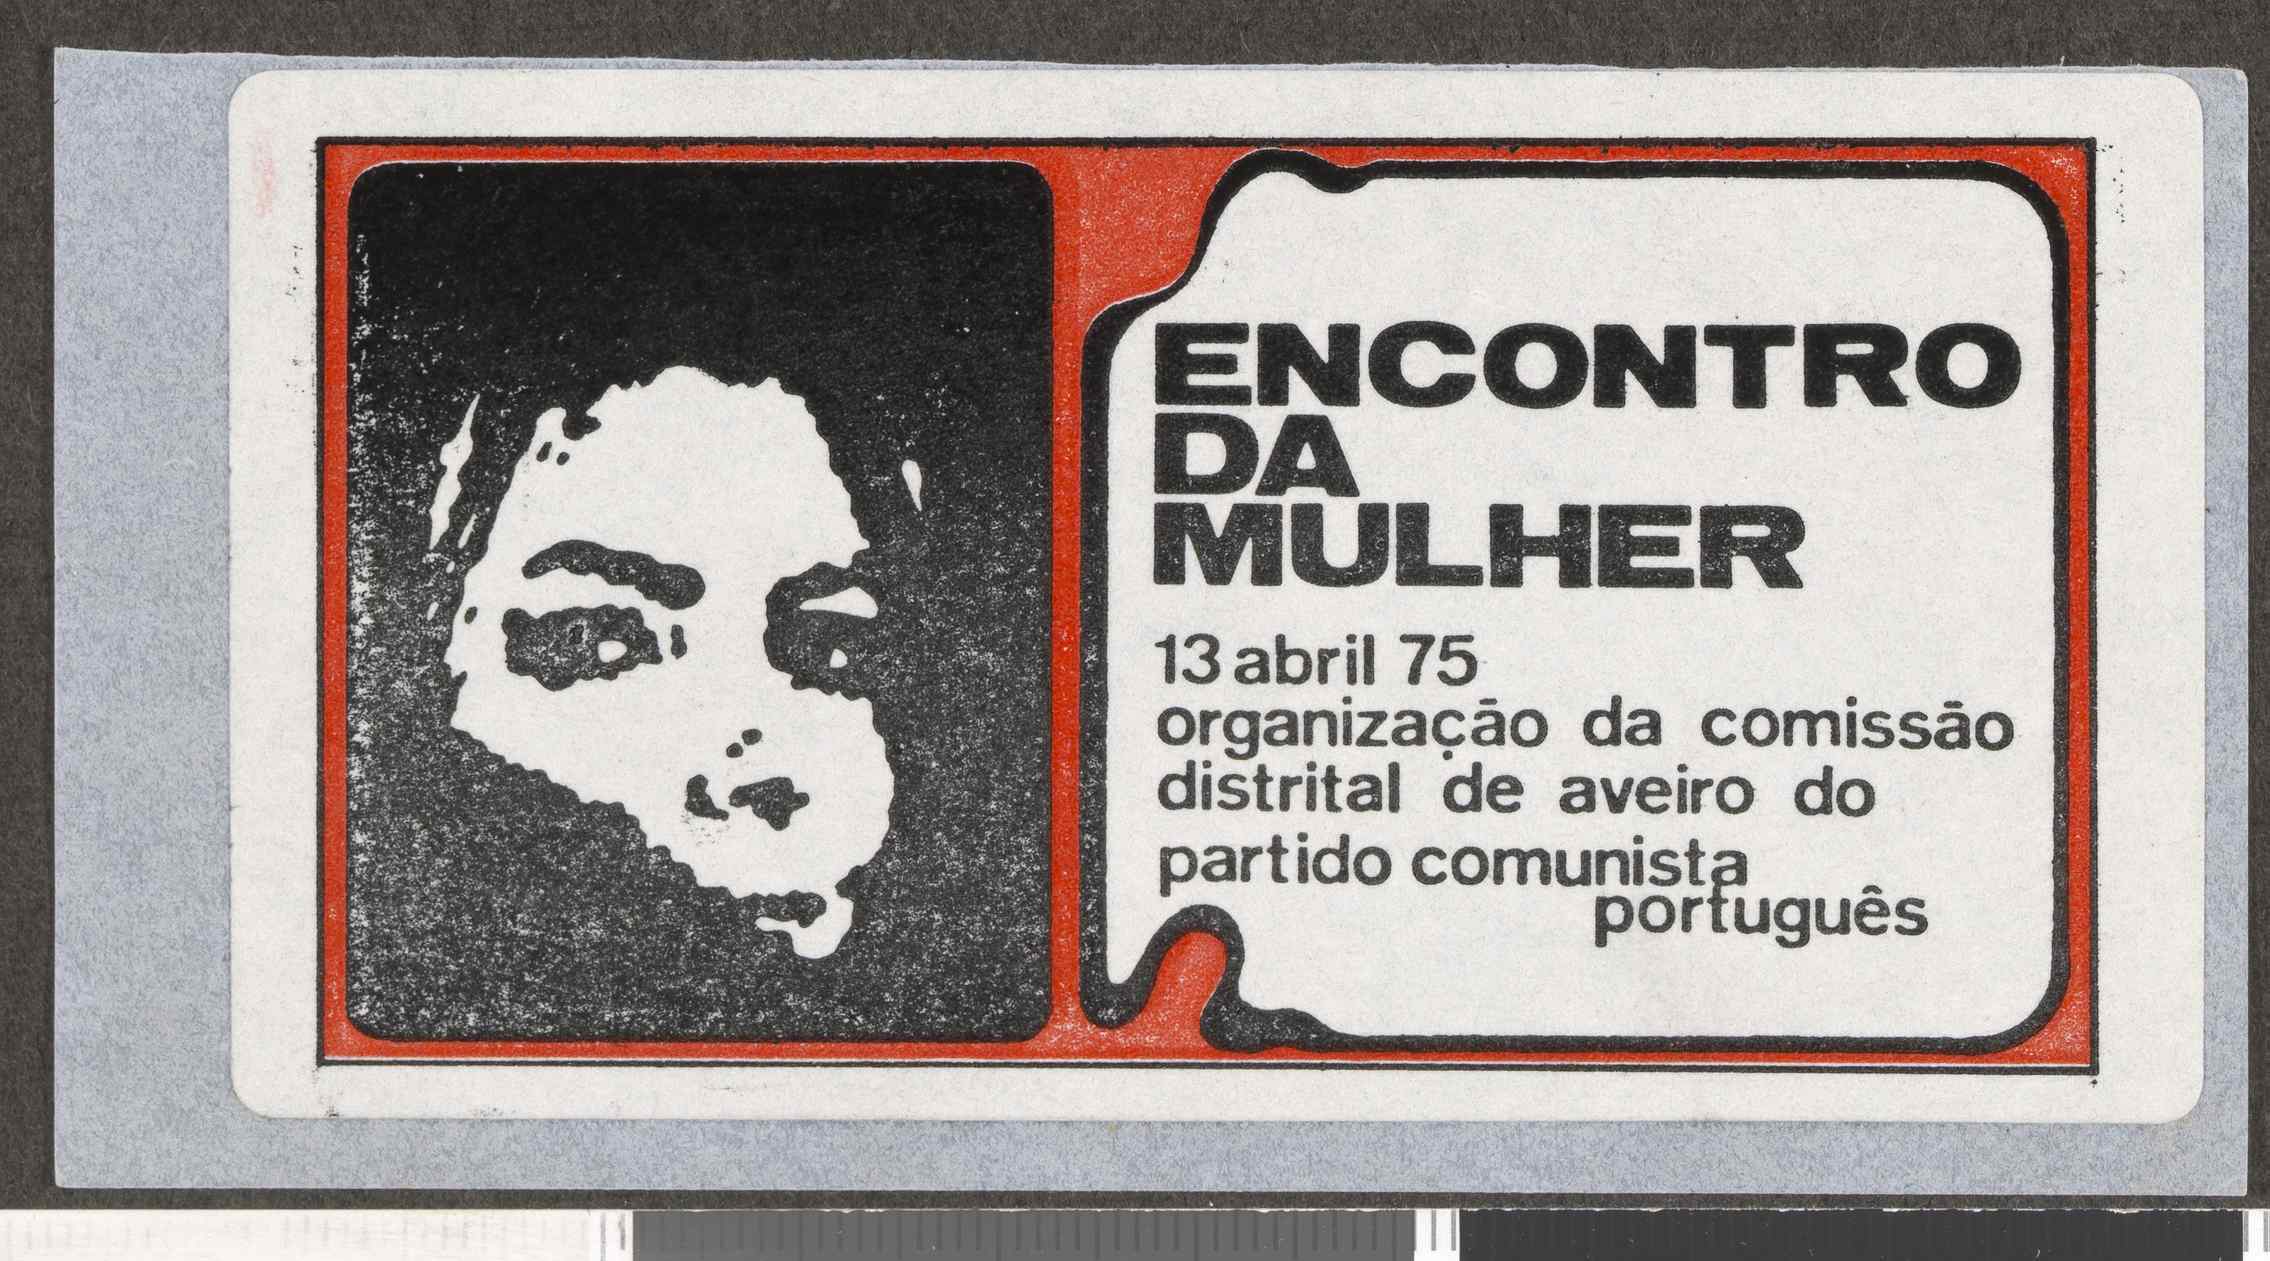 ENCONTRO
DA
MULHER
13 abril 75
organização da comissão
distrital de aveiro do
partido comunista
português